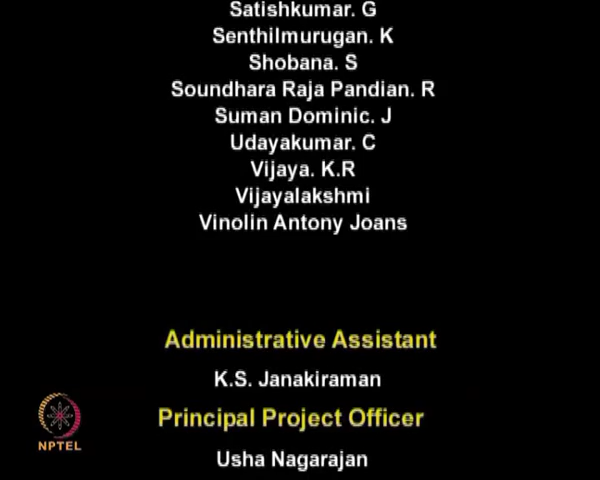 Satishkumar. G
Senthilmurugan. K
Shobana. S
Soundhara Raja Pandian. R
Suman Dominic. J
Udayakumar. C
Vijaya. K.R
Vijayalakshmi
Vinolin Antony Joans
Administrative Assistant
K.S. Janakiraman
Principal Project Officer
NPTEL
Usha Nagarajan